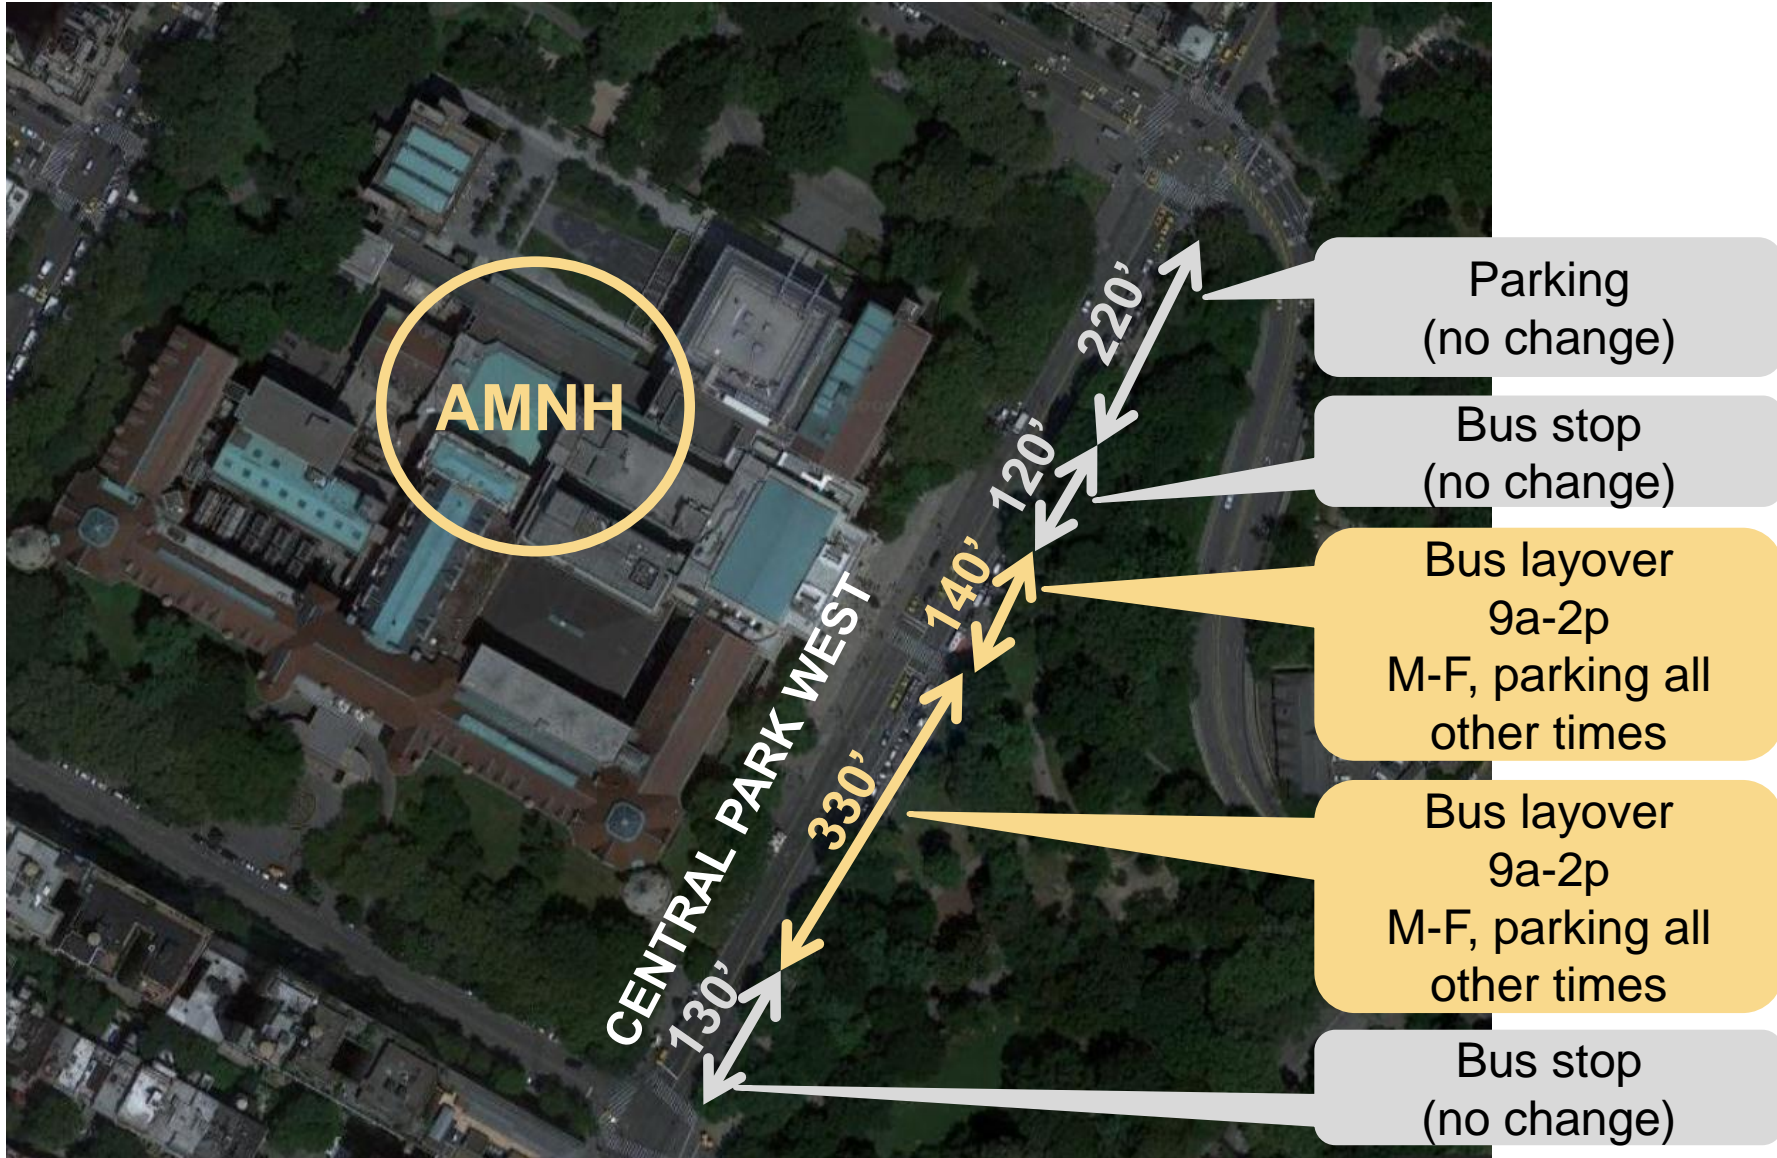 AMNH
CENTRAL PARK WEST
220’
120’
140’
330’
130’
Parking
(no change)
Bus stop
(no change)
Bus layover
9a-2p
M-F, parking all
other times
Bus layover
9a-2p
M-F, parking all
other times
Bus stop
(no change)